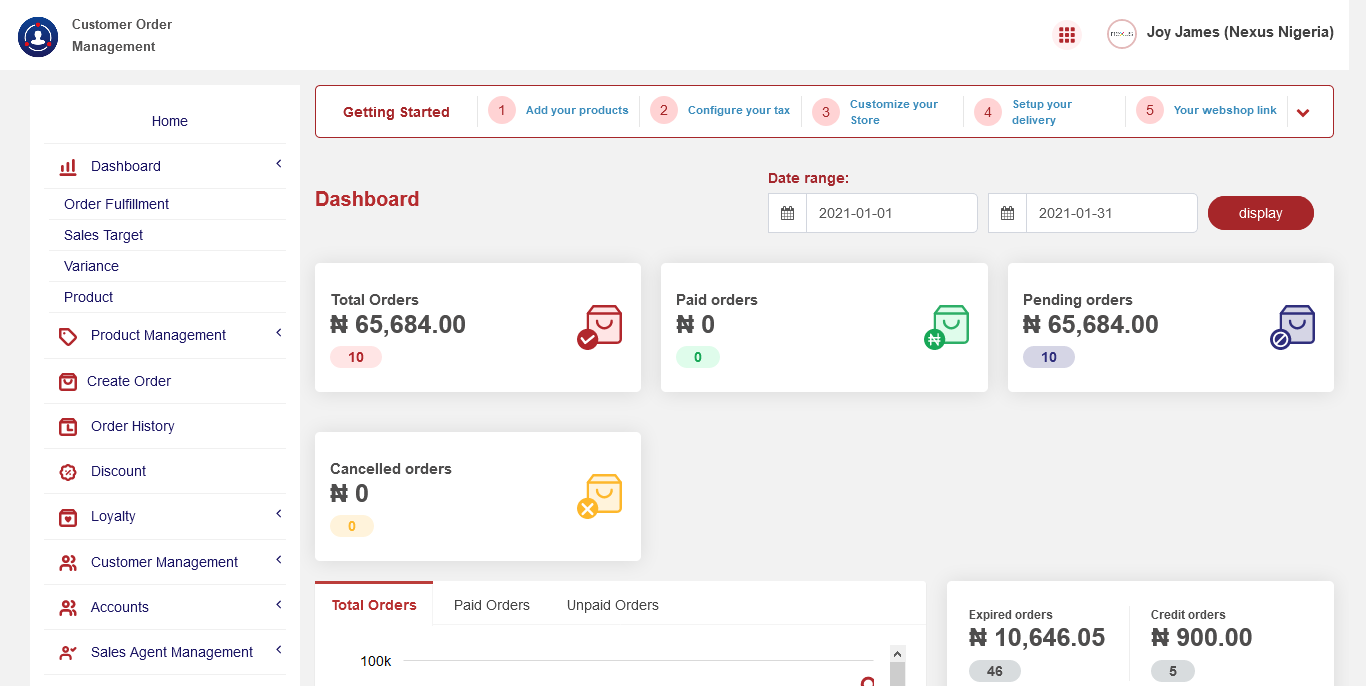 Customer Order
Management
nexus
Joy James (Nexus Nigeria)
Home
Dashboard
Order Fulfillment
Sales Target
Variance
Product
Product Management
Create Order
Order History
Discount
Loyalty
Customer Management
Accounts
Sales Agent Management
Getting Started
1 Add your products
2 Configure your tax
3 Customize your
Store
4 Setup your
delivery
5 Your webshop link
Dashboard
Date range:
2021-01-01
2021-01-31
display
Total Orders
₦ 65,684.00
10
Paid orders
₦ 0
0
Pending orders
₦ 65,684.00
10
Cancelled orders
₦ 0
0
Total Orders
Paid Orders
Unpaid Orders
100k
Expired orders
₦ 10,646.05
46
Credit orders
₦ 900.00
5